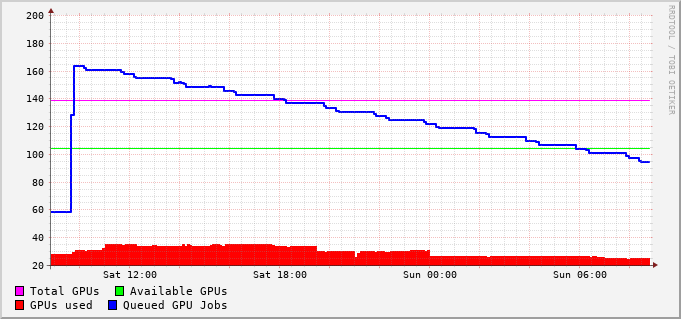 200
180
160
140
120
100
80
60
40
20
Sat 12:00 Sat 18:00 Sun 00:00 Sun 06:00
Total GPUs Available GPUs
GPUs used Queued GPU Jobs
RRDTOOL / TOBI OETIKER